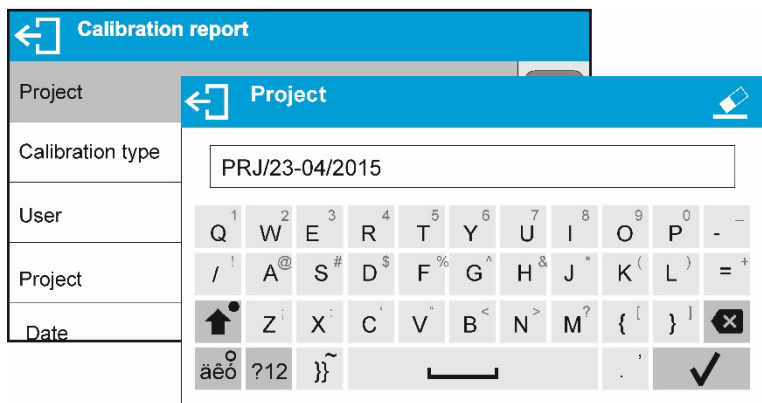 Calibration report
Project
Calibration type
User
Project
Date
Project
PRJ/23-04/2015
Q 1 W 2 E 3 R 4 T 5 Y 6 U 7 I 8 O 9 P 0 - _
/ ! A @ S # D $ F % G ^ H & J * K ( L ) = +
Z ; X : C ' V " B < N > M ? { [ } ]
äêó ?12 }} ~ . ,